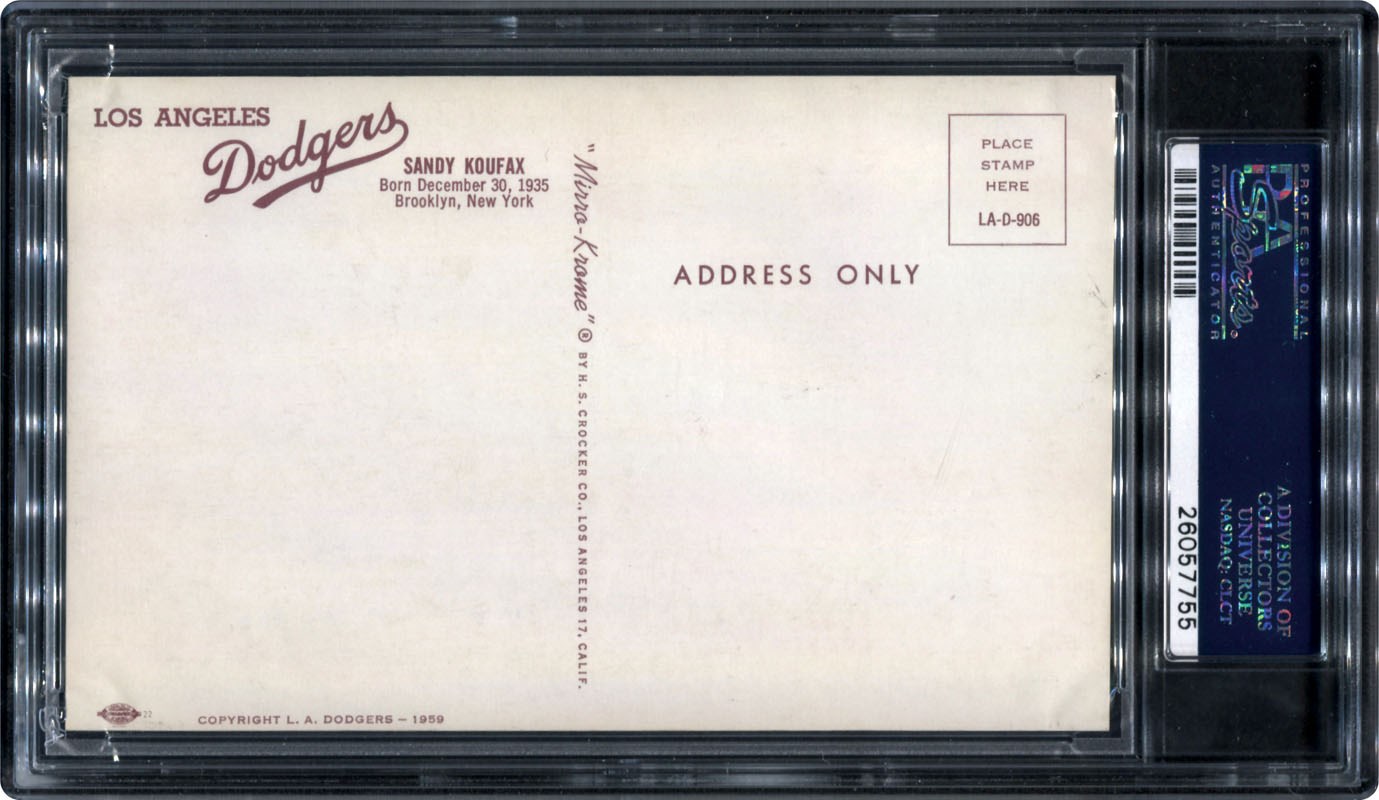 LOS ANGELES
Dodgers
SANDY KOUFAX
Born December 30, 1935
Brooklyn, New York
"Mirro-Krome" ® BY H. S. CROCKER CO., LOS ANGELES 17, CALIF.
PLACE
STAMP
HERE
LA-D-906
ADDRESS ONLY
22
COPYRIGHT L. A. DODGERS – 1959
PROFESSIONAL
PSA
Sports
AUTHENTICATOR
A DIVISION OF
COLLECTORS
UNIVERSE
NASDAQ: CLCT
26057755